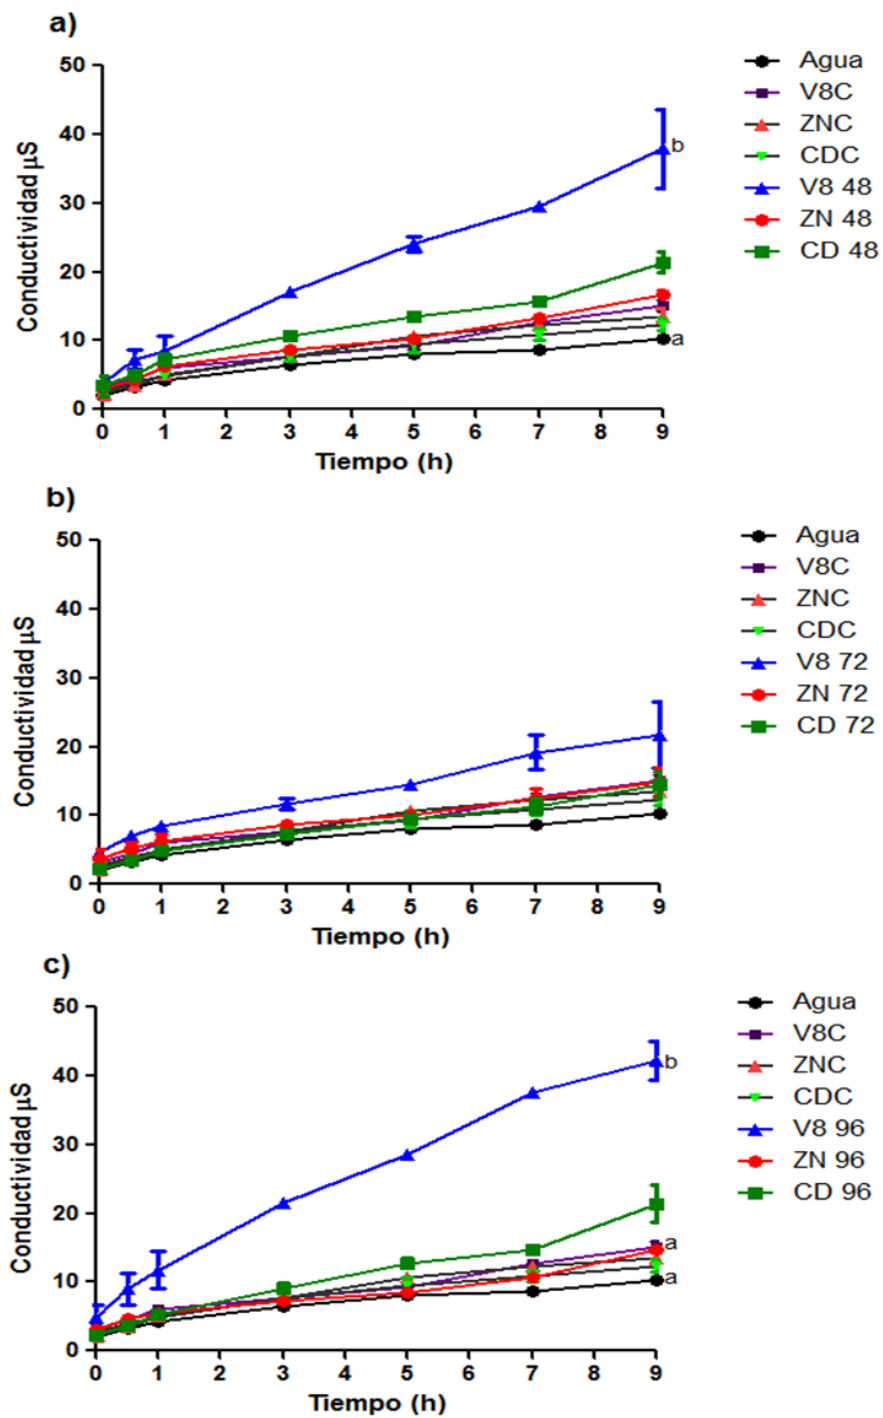 a)
50
40
30
20
10
0
Conductividad µS
0 1 2 3 4 5 6 7 8 9
Tiempo (h)
b
a
Agua
V8C
ZNC
CDC
V8 48
ZN 48
CD 48
b)
50
40
30
20
10
0
Conductividad µS
0 1 2 3 4 5 6 7 8 9
Tiempo (h)
Agua
V8C
ZNC
CDC
V8 72
ZN 72
CD 72
c)
50
40
30
20
10
0
Conductividad µS
0 1 2 3 4 5 6 7 8 9
Tiempo (h)
b
a
a
Agua
V8C
ZNC
CDC
V8 96
ZN 96
CD 96